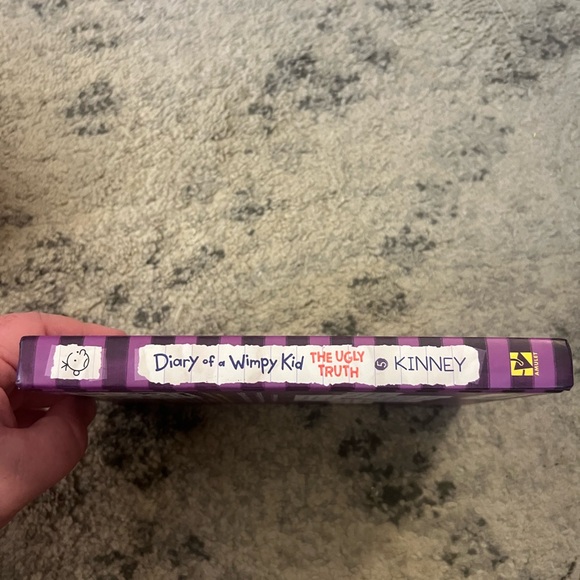 Diary of a Wimpy Kid THE UGLY
TRUTH 5 KINNEY
AMULET